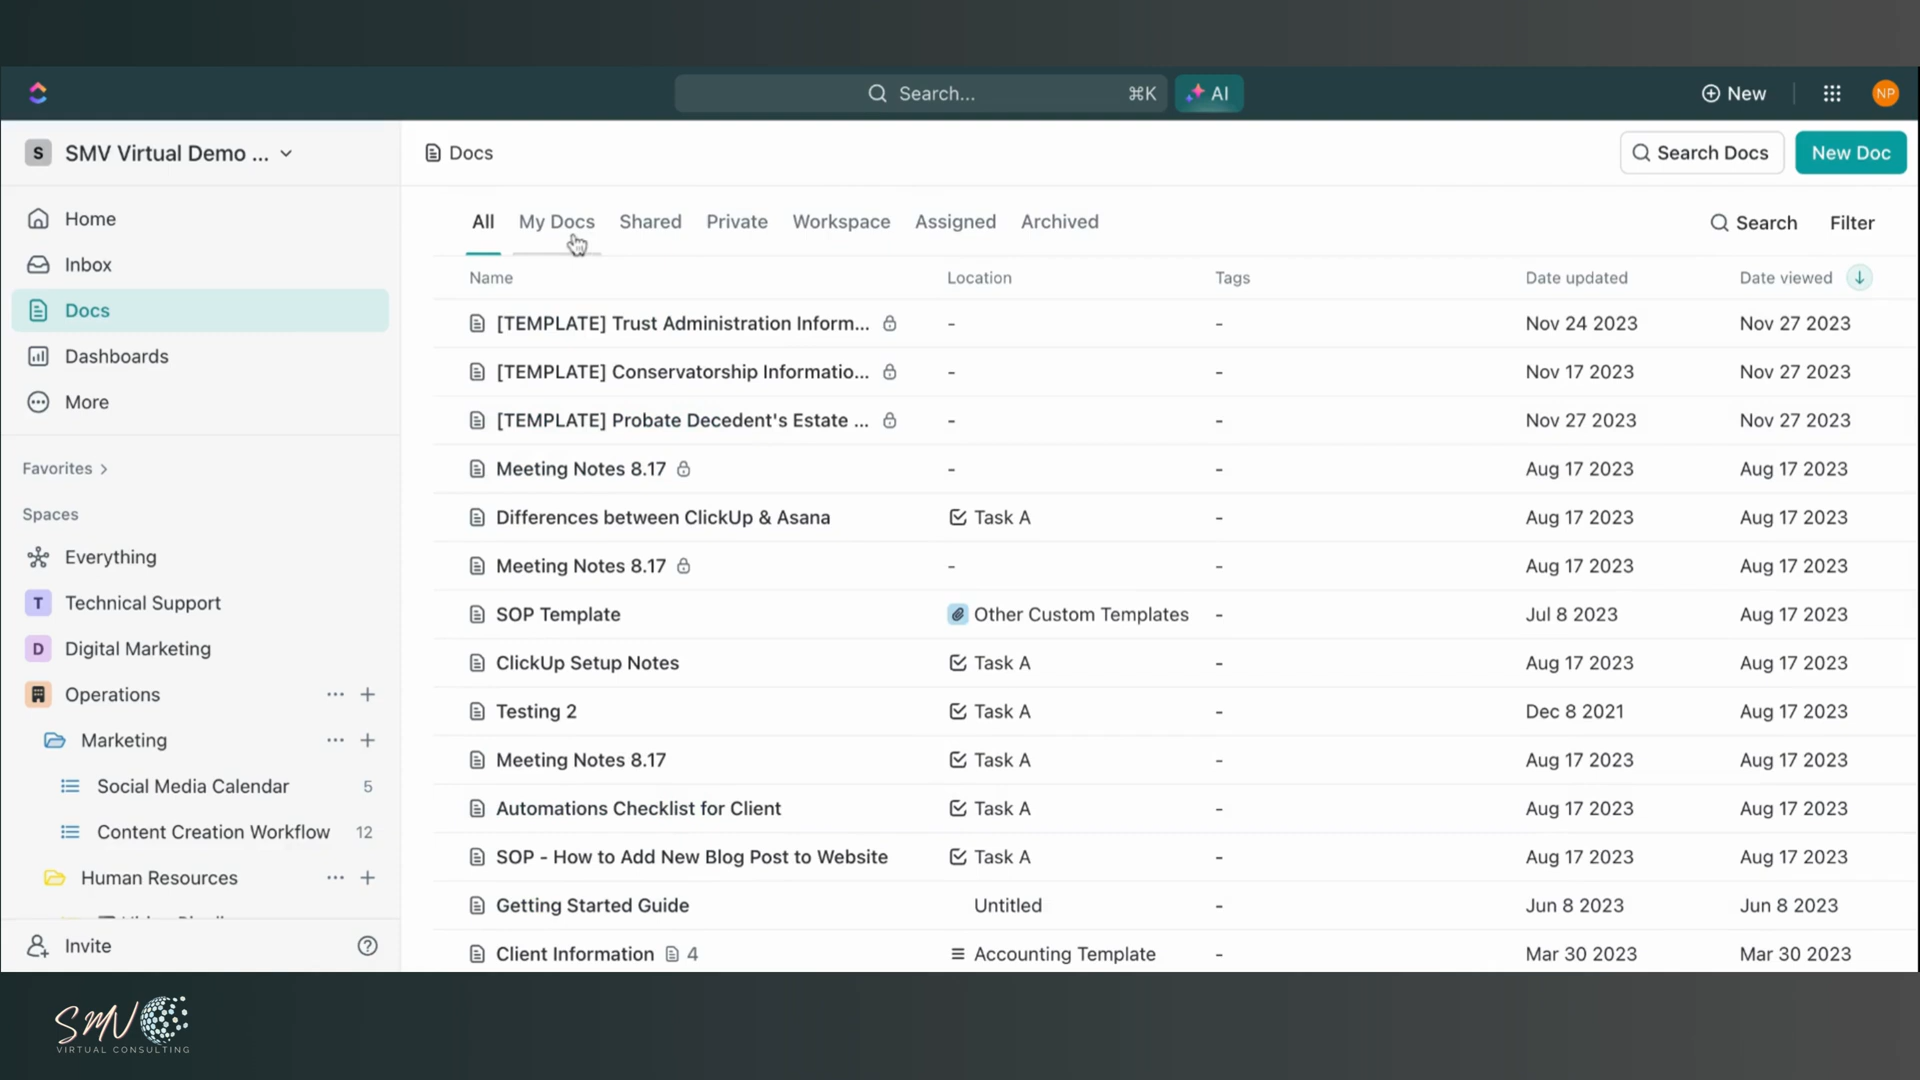 Search... ⌘K AI New NP
S SMV Virtual Demo ...
Docs
Search Docs New Doc
Home
Inbox
Docs
Dashboards
More
Favorites
Spaces
Everything
T Technical Support
D Digital Marketing
Operations
Marketing
Social Media Calendar 5
Content Creation Workflow 12
Human Resources
Invite
All My Docs Shared Private Workspace Assigned Archived Search Filter
Name Location Tags Date updated Date viewed
[TEMPLATE] Trust Administration Inform... - - Nov 24 2023 Nov 27 2023
[TEMPLATE] Conservatorship Informatio... - - Nov 17 2023 Nov 27 2023
[TEMPLATE] Probate Decedent's Estate ... - - Nov 27 2023 Nov 27 2023
Meeting Notes 8.17 - - Aug 17 2023 Aug 17 2023
Differences between ClickUp & Asana Task A - Aug 17 2023 Aug 17 2023
Meeting Notes 8.17 - - Aug 17 2023 Aug 17 2023
SOP Template Other Custom Templates - Jul 8 2023 Aug 17 2023
ClickUp Setup Notes Task A - Aug 17 2023 Aug 17 2023
Testing 2 Task A - Dec 8 2021 Aug 17 2023
Meeting Notes 8.17 Task A - Aug 17 2023 Aug 17 2023
Automations Checklist for Client Task A - Aug 17 2023 Aug 17 2023
SOP - How to Add New Blog Post to Website Task A - Aug 17 2023 Aug 17 2023
Getting Started Guide Untitled - Jun 8 2023 Jun 8 2023
Client Information 4 Accounting Template - Mar 30 2023 Mar 30 2023
SMV
VIRTUAL CONSULTING